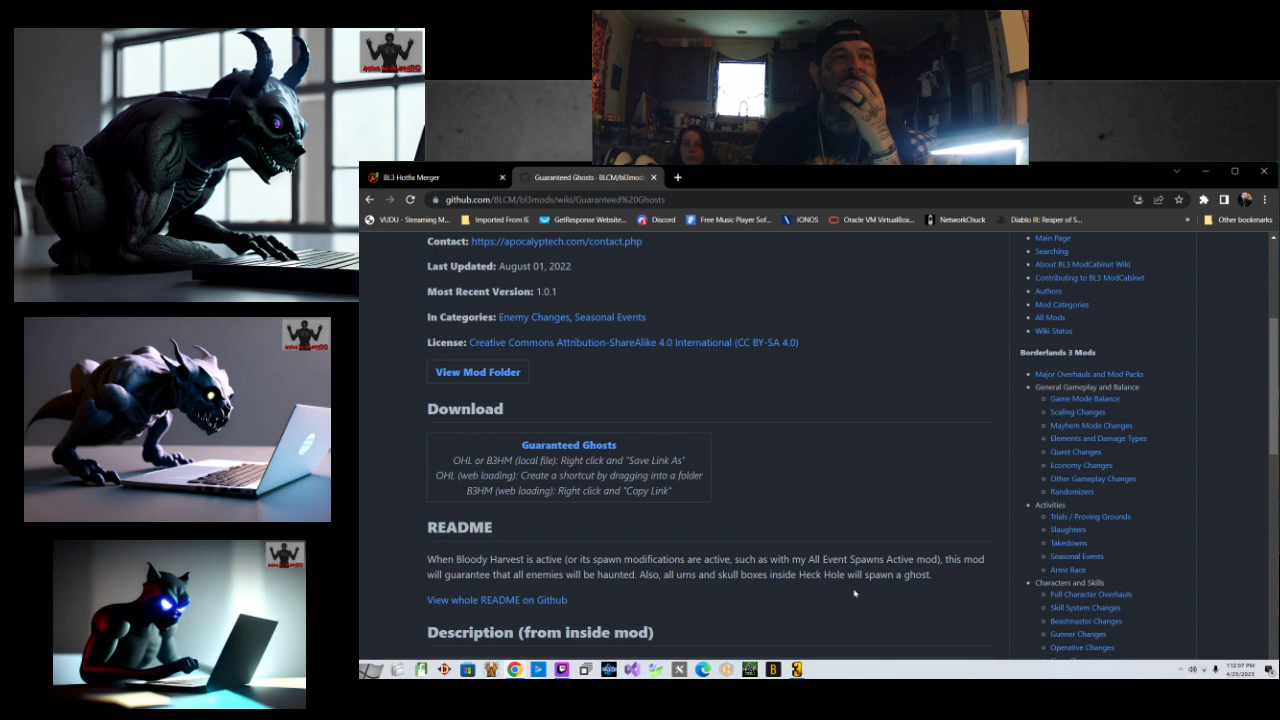 BL3 Hotfix Merger
Guaranteed Ghosts · BLCM/bl3mod
github.com/BLCM/bl3mods/wiki/Guaranteed%20Ghosts
VUDU - Streaming M... Imported From IE GetResponse Website... Discord Free Music Player Sof... IONOS Oracle VM VirtualBox... NetworkChuck Diablo III: Reaper of S... » Other bookmarks
Contact: https://apocalyptech.com/contact.php
Last Updated: August 01, 2022
Most Recent Version: 1.0.1
In Categories: Enemy Changes, Seasonal Events
License: Creative Commons Attribution-ShareAlike 4.0 International (CC BY-SA 4.0)
View Mod Folder
Download
Guaranteed Ghosts
OHL or B3HM (local file): Right click and "Save Link As"
OHL (web loading): Create a shortcut by dragging into a folder
B3HM (web loading): Right click and "Copy Link"
README
When Bloody Harvest is active (or its spawn modifications are active, such as with my All Event Spawns Active mod), this mod
will guarantee that all enemies will be haunted. Also, all urns and skull boxes inside Heck Hole will spawn a ghost.
View whole README on Github
Description (from inside mod)
Main Page
Searching
About BL3 ModCabinet Wiki
Contributing to BL3 ModCabinet
Authors
Mod Categories
All Mods
Wiki Status
Borderlands 3 Mods
Major Overhauls and Mod Packs
General Gameplay and Balance
Game Mode Balance
Scaling Changes
Mayhem Mode Changes
Elements and Damage Types
Quest Changes
Economy Changes
Other Gameplay Changes
Randomizers
Activities
Trials / Proving Grounds
Slaughters
Takedowns
Seasonal Events
Arms Race
Characters and Skills
Full Character Overhauls
Skill System Changes
Beastmaster Changes
Gunner Changes
Operative Changes
1:12:07 PM
4/25/2023